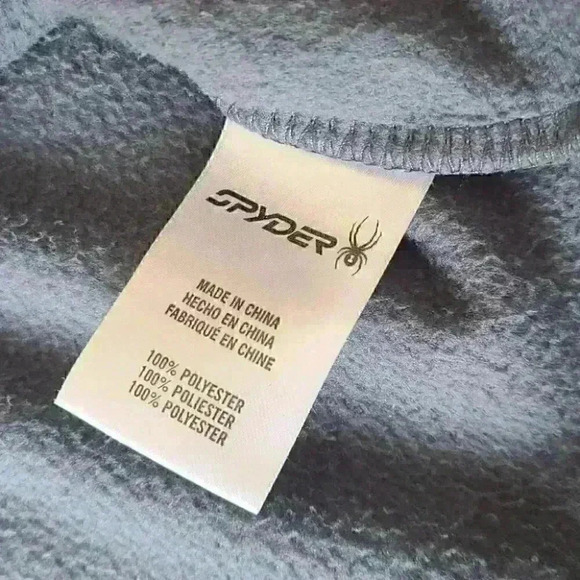 SPYDER
MADE IN CHINA
HECHO EN CHINA
FABRIQUÉ EN CHINE
100% POLYESTER
100% POLIESTER
100% POLYESTER